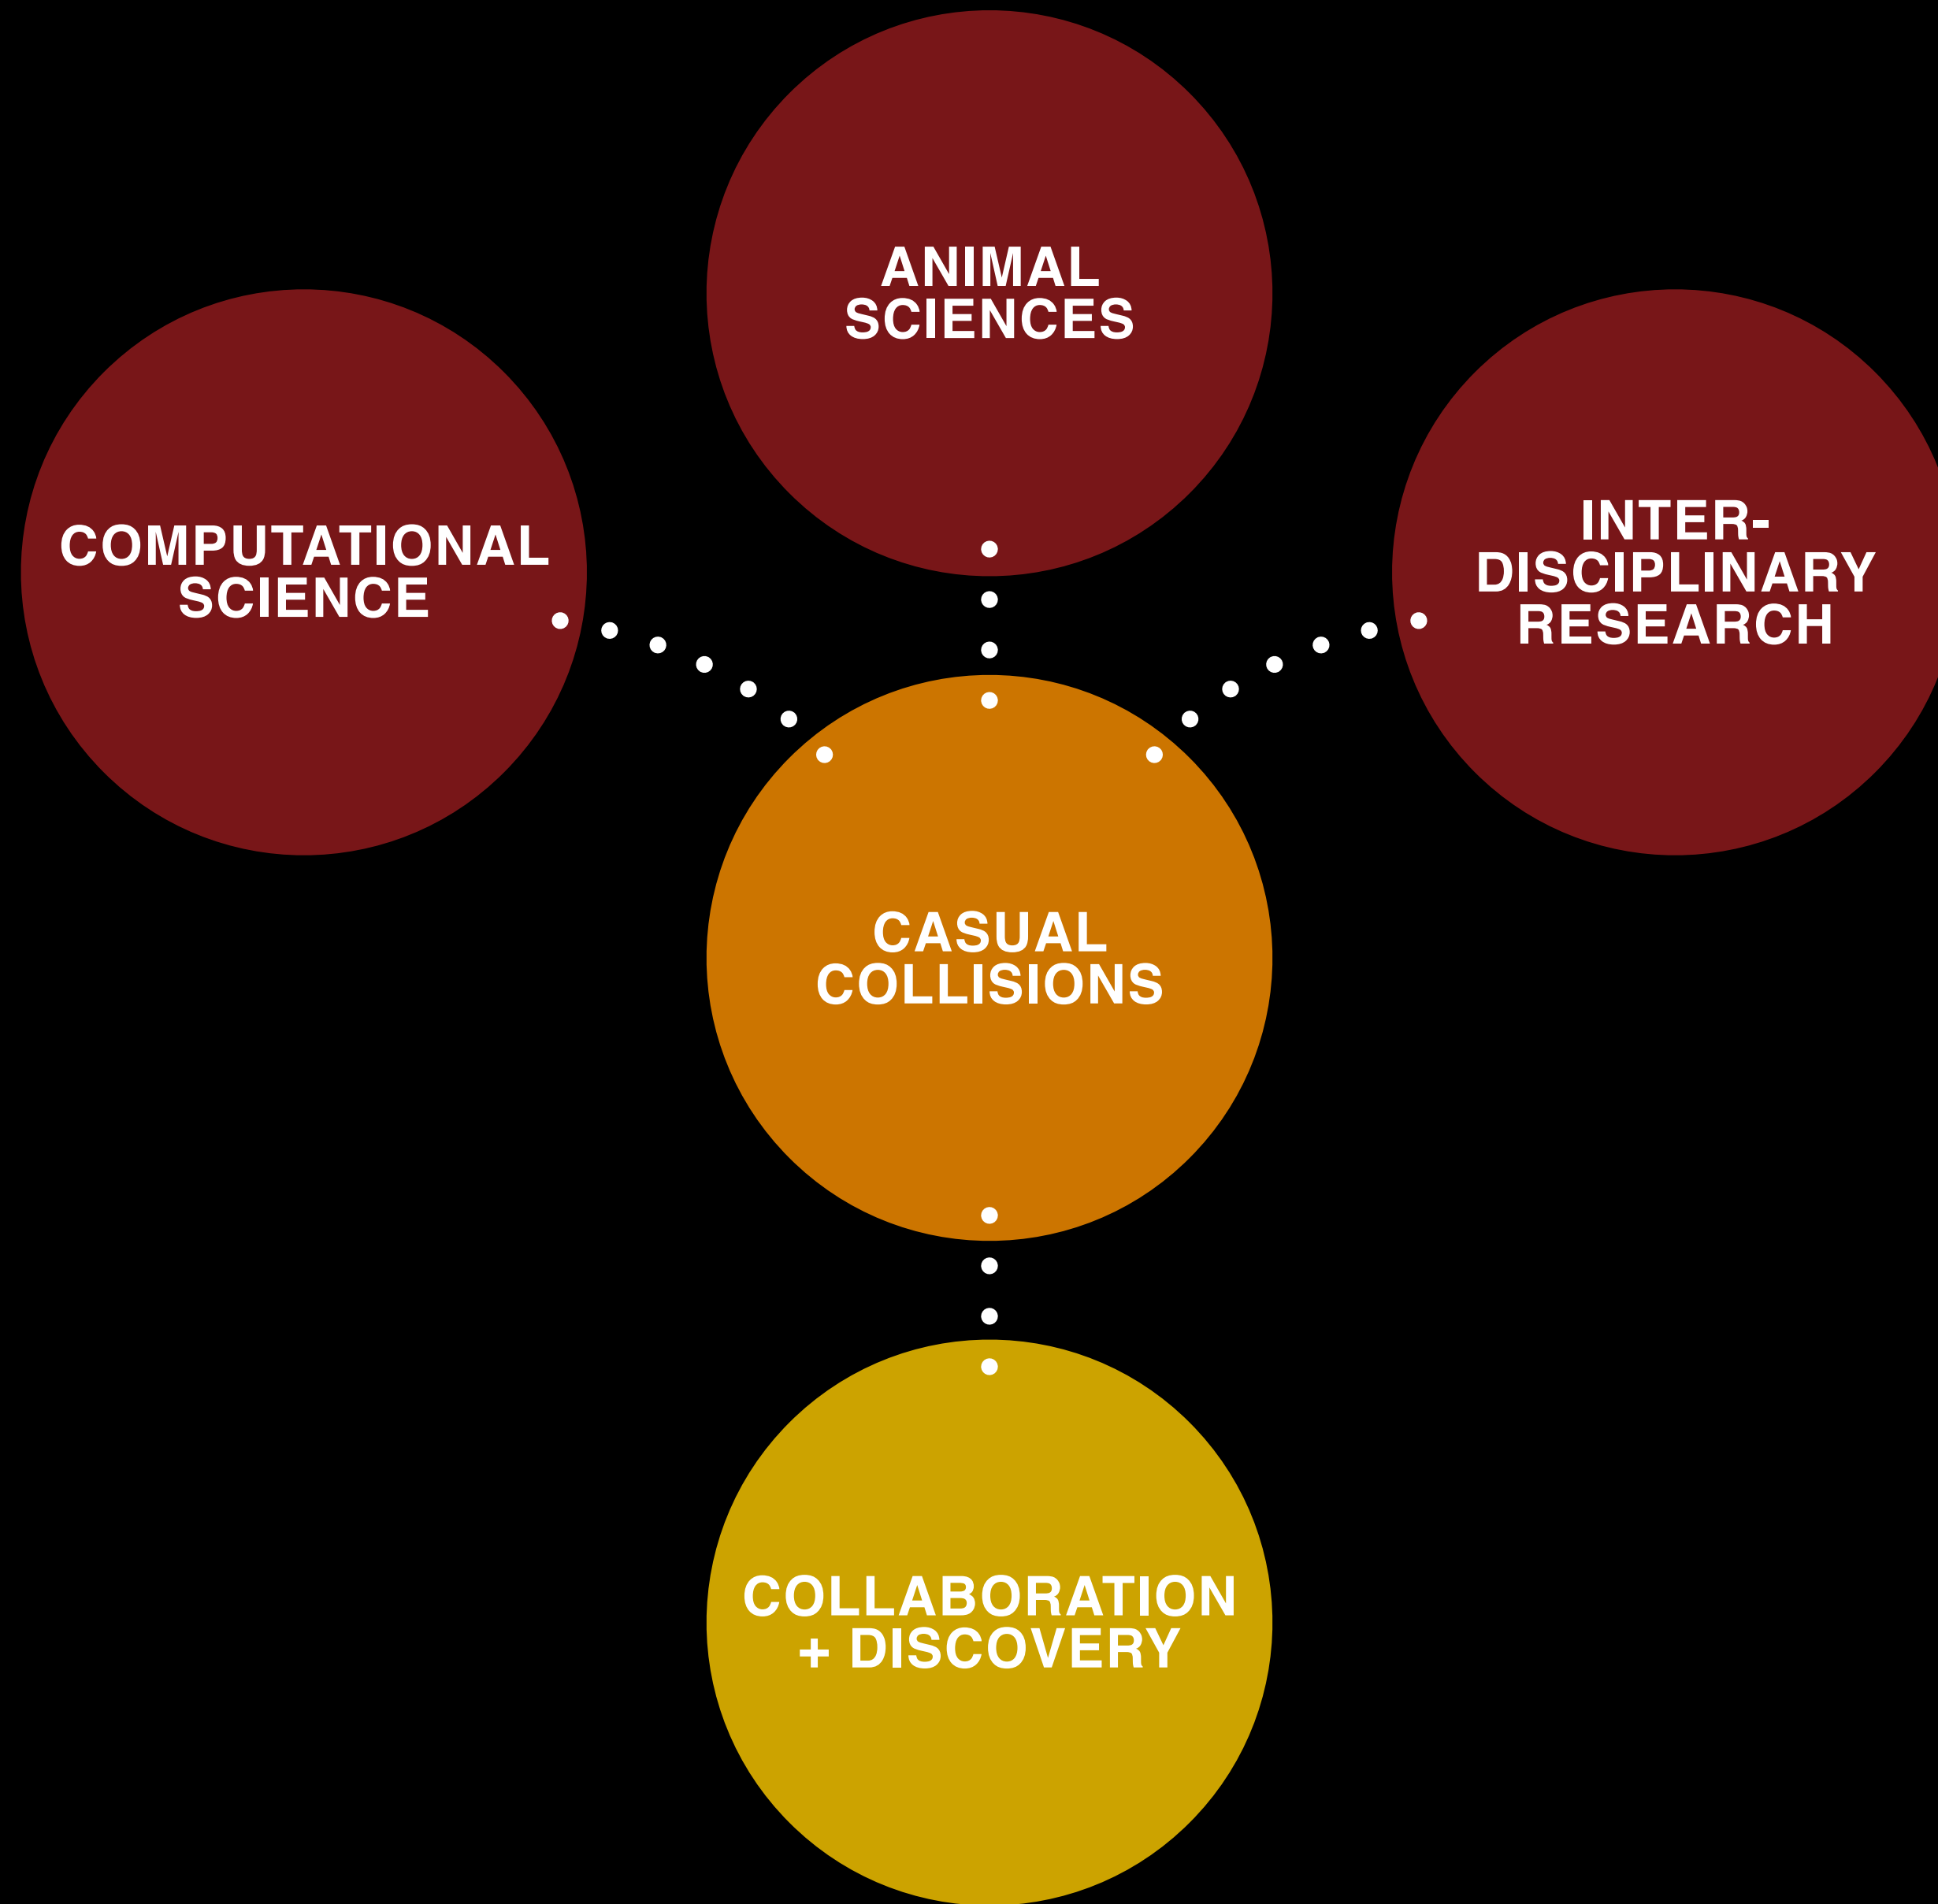 ANIMAL
SCIENCES
COMPUTATIONAL
SCIENCE
INTER-
DISCIPLINARY
RESEARCH
CASUAL
COLLISIONS
COLLABORATION
+ DISCOVERY